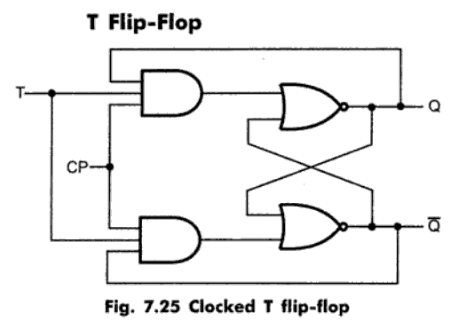 T Flip-Flop
T
Q
CP
Q̅
Fig. 7.25 Clocked T flip-flop